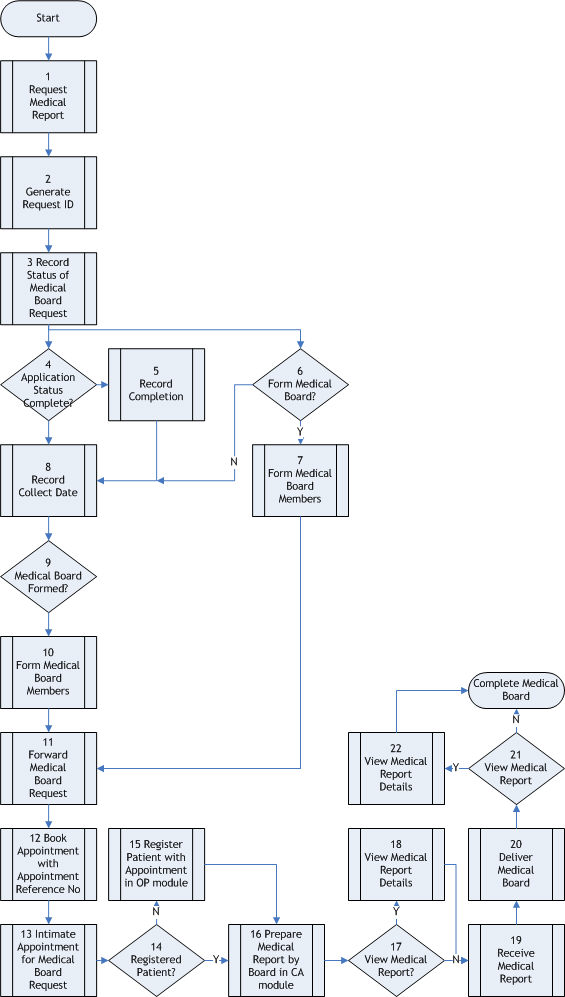 Start
1
Request
Medical
Report
2
Generate
Request ID
3 Record
Status of
Medical
Board
Request
4
Application
Status
Complete?
5
Record
Completion
6
Form Medical
Board?
Y
N
7
Form Medical
Board
Members
8
Record
Collect Date
9
Medical Board
Formed?
10
Form Medical
Board
Members
11
Forward
Medical
Board
Request
12 Book
Appointment
with
Appointment
Reference No
13 Intimate
Appointment
for Medical
Board
Request
14
Registered
Patient?
N
Y
15 Register
Patient with
Appointment
in OP module
16 Prepare
Medical
Report by
Board in CA
module
17
View Medical
Report?
Y
N
18
View Medical
Report
Details
19
Receive
Medical
Report
20
Deliver
Medical
Board
21
View Medical
Report
Y
N
22
View Medical
Report
Details
Complete Medical
Board